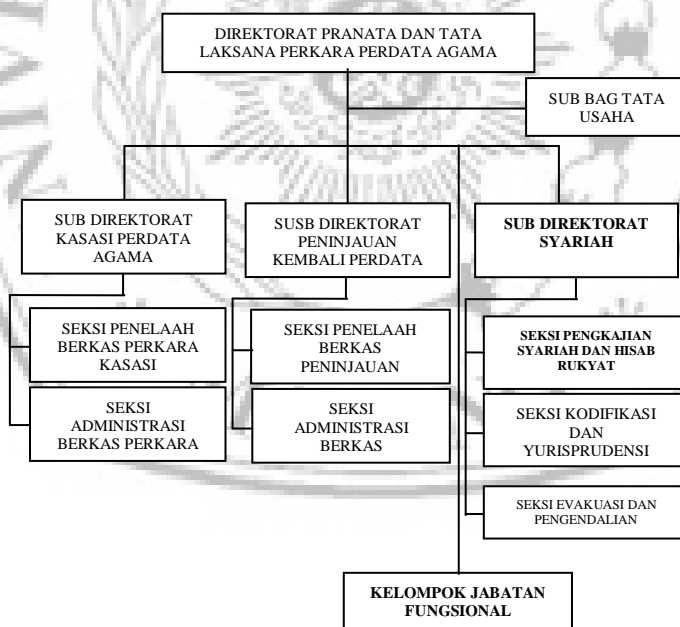 DIREKTORAT PRANATA DAN TATA
LAKSANA PERKARA PERDATA AGAMA
SUB BAG TATA
USAHA
SUB DIREKTORAT
KASASI PERDATA
AGAMA
SUSB DIREKTORAT
PENINJAUAN
KEMBALI PERDATA
SUB DIREKTORAT
SYARIAH
SEKSI PENELAAH
BERKAS PERKARA
KASASI
SEKSI
ADMINISTRASI
BERKAS PERKARA
SEKSI PENELAAH
BERKAS
PENINJAUAN
SEKSI
ADMINISTRASI
BERKAS
SEKSI PENGKAJIAN
SYARIAH DAN HISAB
RUKYAT
SEKSI KODIFIKASI
DAN
YURISPRUDENSI
SEKSI EVAKUASI DAN
PENGENDALIAN
KELOMPOK JABATAN
FUNGSIONAL